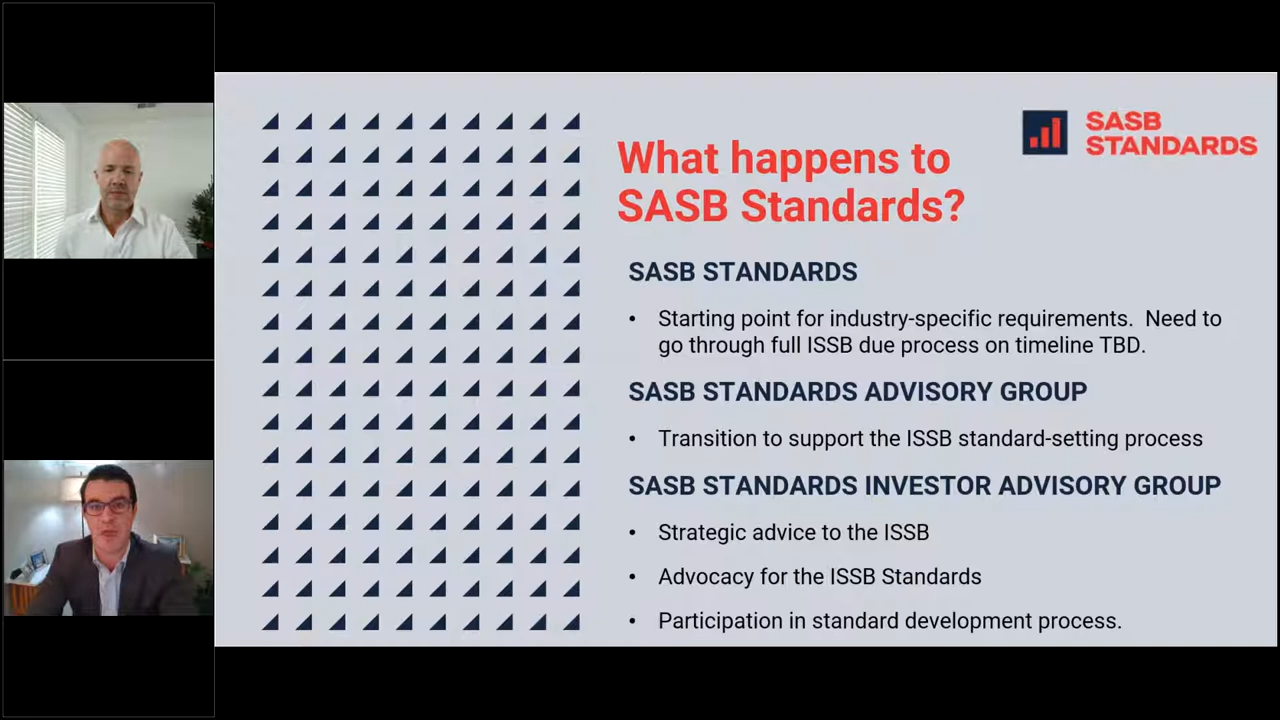 SASB
STANDARDS
What happens to
SASB Standards?
SASB STANDARDS
• Starting point for industry-specific requirements.  Need to
go through full ISSB due process on timeline TBD.
SASB STANDARDS ADVISORY GROUP
• Transition to support the ISSB standard-setting process
SASB STANDARDS INVESTOR ADVISORY GROUP
• Strategic advice to the ISSB
• Advocacy for the ISSB Standards
• Participation in standard development process.